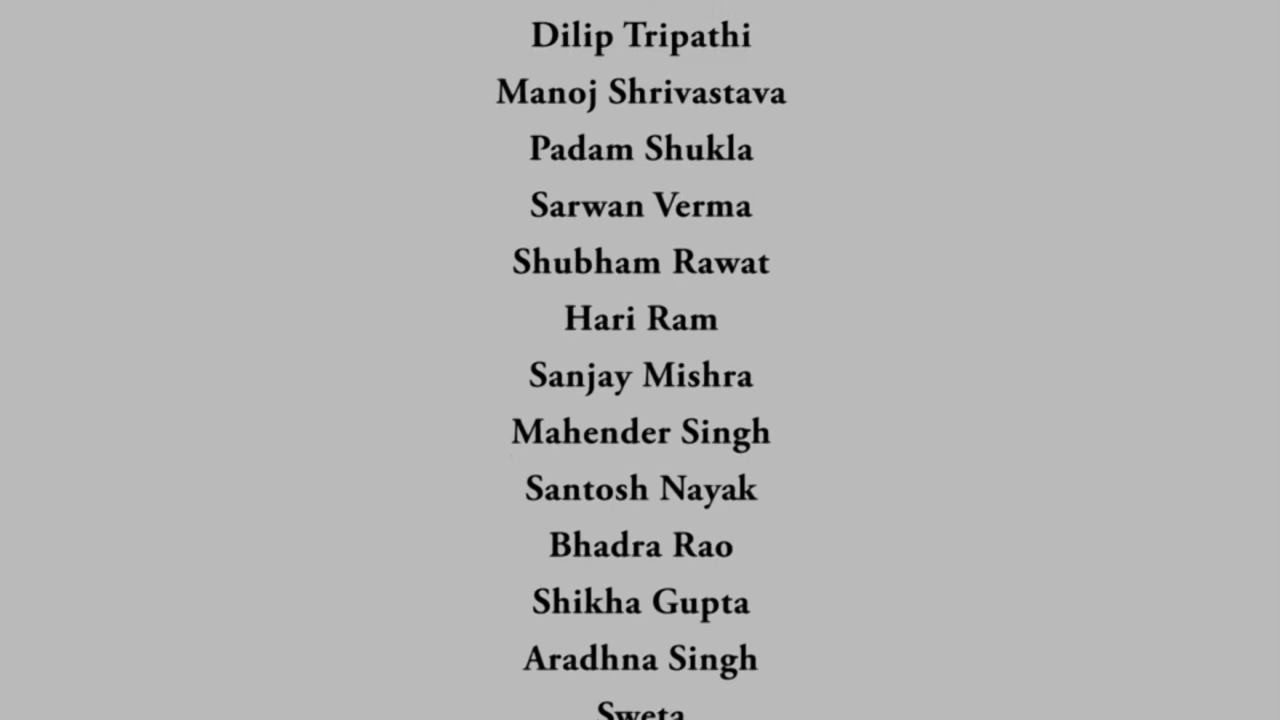 Dilip Tripathi
Manoj Shrivastava
Padam Shukla
Sarwan Verma
Shubham Rawat
Hari Ram
Sanjay Mishra
Mahender Singh
Santosh Nayak
Bhadra Rao
Shikha Gupta
Aradhna Singh
Sweta